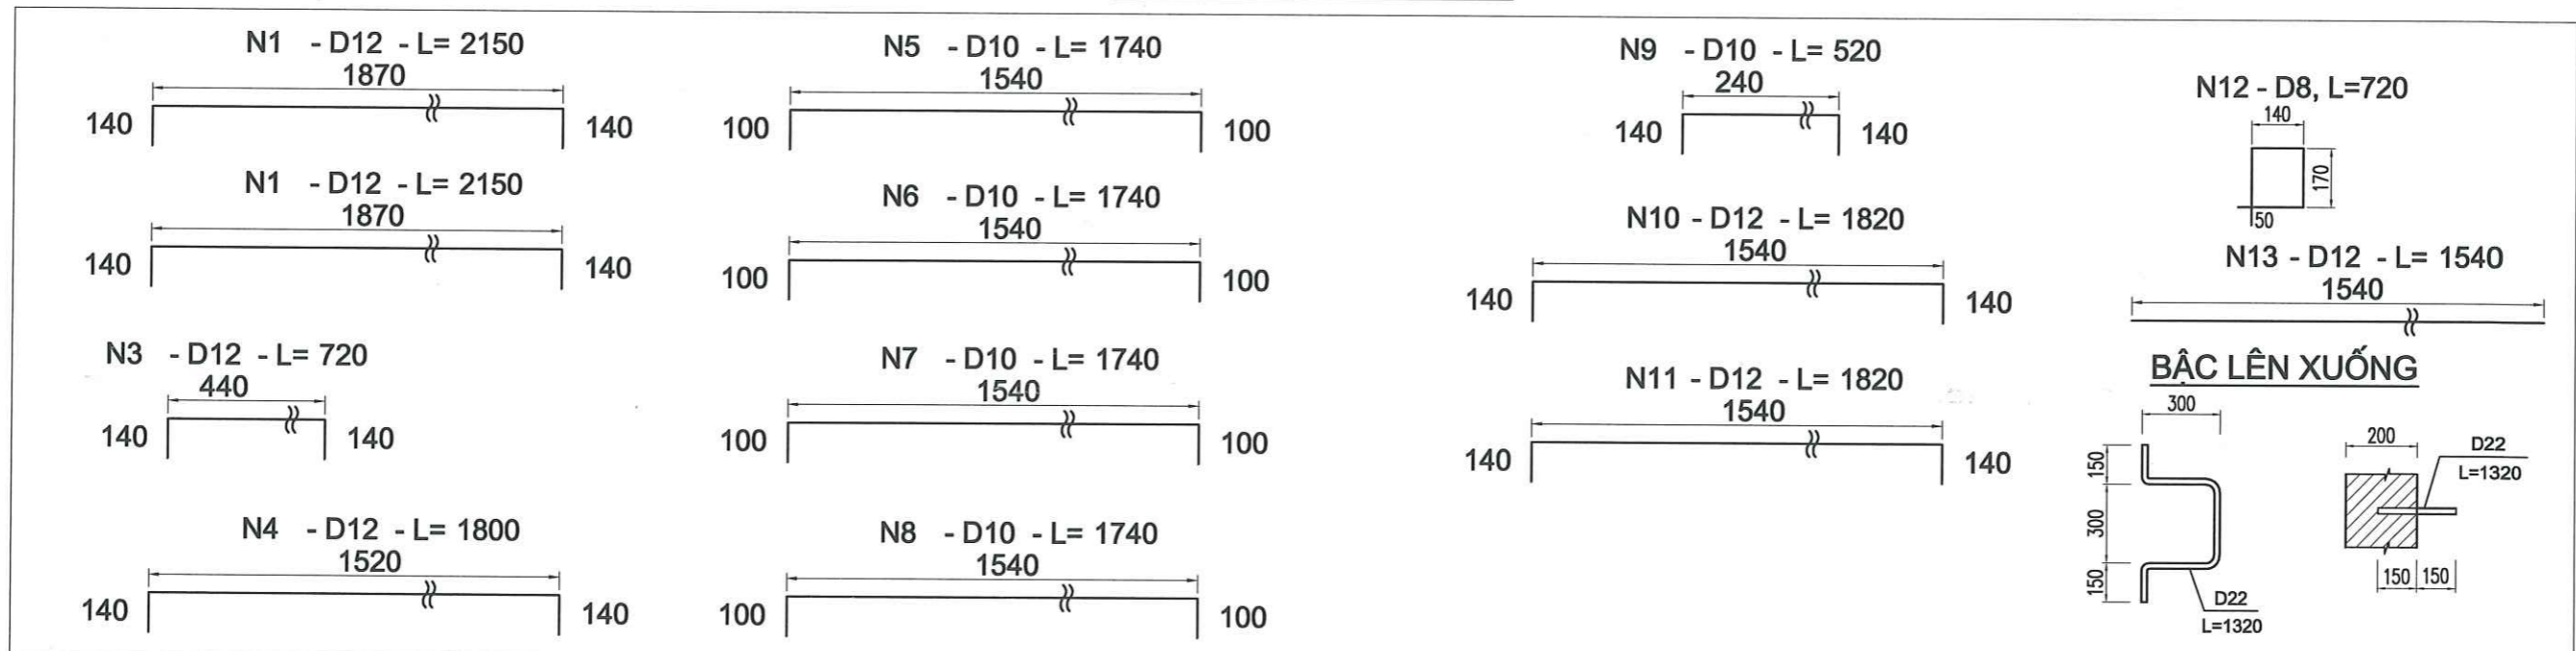 N1 - D12 - L= 2150
1870
140 140
N1 - D12 - L= 2150
1870
140 140
N3 - D12 - L= 720
440
140 140
N4 - D12 - L= 1800
1520
140 140
N5 - D10 - L= 1740
1540
100 100
N6 - D10 - L= 1740
1540
100 100
N7 - D10 - L= 1740
1540
100 100
N8 - D10 - L= 1740
1540
100 100
N9 - D10 - L= 520
240
140 140
N10 - D12 - L= 1820
1540
140 140
N11 - D12 - L= 1820
1540
140 140
N12 - D8, L=720
140
170
50
N13 - D12 - L= 1540
1540
BẬC LÊN XUỐNG
300
150
300
150
D22
L=1320
200
D22
L=1320
150 150